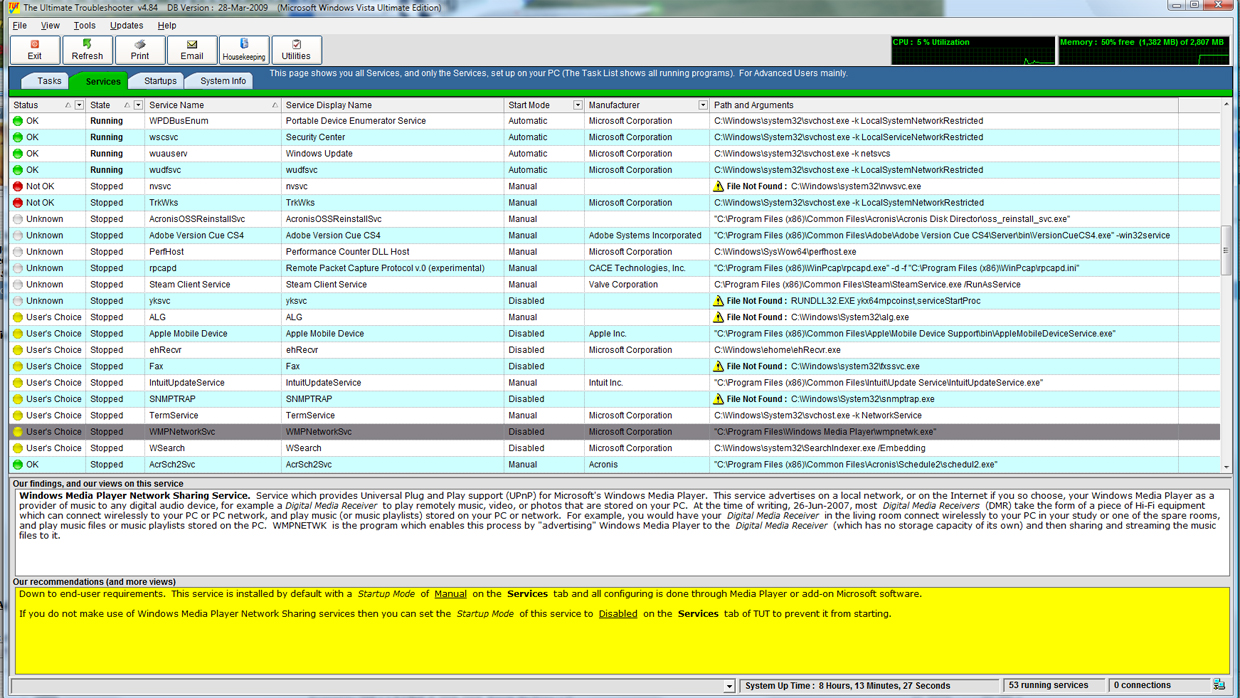 The Ultimate Troubleshooter v4.84 DB Version : 28-Mar-2009 (Microsoft Windows Vista Ultimate Edition)
File View Tools Updates Help
Exit Refresh Print Email Housekeeping Utilities
CPU : 5 % Utilization Memory : 50% free (1,382 MB) of 2,807 MB
Tasks Services Startups System Info This page shows you all Services, and only the Services, set up on your PC (The Task List shows all running programs). For Advanced Users mainly.
Status State Service Name Service Display Name Start Mode Manufacturer Path and Arguments
OK Running WPDBusEnum Portable Device Enumerator Service Automatic Microsoft Corporation C:\Windows\system32\svchost.exe -k LocalSystemNetworkRestricted
OK Running wscsvc Security Center Automatic Microsoft Corporation C:\Windows\System32\svchost.exe -k LocalServiceNetworkRestricted
OK Running wuauserv Windows Update Automatic Microsoft Corporation C:\Windows\system32\svchost.exe -k netsvcs
OK Running wudfsvc wudfsvc Automatic Microsoft Corporation C:\Windows\system32\svchost.exe -k LocalSystemNetworkRestricted
Not OK Stopped nvsvc nvsvc Manual File Not Found : C:\Windows\system32\nvvsvc.exe
Not OK Stopped TrkWks TrkWks Manual Microsoft Corporation C:\Windows\System32\svchost.exe -k LocalSystemNetworkRestricted
Unknown Stopped AcronisOSSReinstallSvc AcronisOSSReinstallSvc Manual "C:\Program Files (x86)\Common Files\Acronis\Acronis Disk Director\oss_reinstall_svc.exe"
Unknown Stopped Adobe Version Cue CS4 Adobe Version Cue CS4 Manual Adobe Systems Incorporated "C:\Program Files (x86)\Common Files\Adobe\Adobe Version Cue CS4\Server\bin\VersionCueCS4.exe" -win32service
Unknown Stopped PerfHost Performance Counter DLL Host Manual Microsoft Corporation C:\Windows\SysWow64\perfhost.exe
Unknown Stopped rpcapd Remote Packet Capture Protocol v.0 (experimental) Manual CACE Technologies, Inc. "C:\Program Files (x86)\WinPcap\rpcapd.exe" -d -f "C:\Program Files (x86)\WinPcap\rpcapd.ini"
Unknown Stopped Steam Client Service Steam Client Service Manual Valve Corporation C:\Program Files (x86)\Common Files\Steam\SteamService.exe /RunAsService
Unknown Stopped yksvc yksvc Disabled File Not Found : RUNDLL32.EXE ykx64mpcoinst,serviceStartProc
User's Choice Stopped ALG ALG Manual File Not Found : C:\Windows\System32\alg.exe
User's Choice Stopped Apple Mobile Device Apple Mobile Device Disabled Apple Inc. "C:\Program Files (x86)\Common Files\Apple\Mobile Device Support\bin\AppleMobileDeviceService.exe"
User's Choice Stopped ehRecvr ehRecvr Disabled Microsoft Corporation C:\Windows\ehome\ehRecvr.exe
User's Choice Stopped Fax Fax Disabled File Not Found : C:\Windows\system32\fxssvc.exe
User's Choice Stopped IntuitUpdateService IntuitUpdateService Manual Intuit Inc. "C:\Program Files (x86)\Common Files\Intuit\Update Service\IntuitUpdateService.exe"
User's Choice Stopped SNMPTRAP SNMPTRAP Disabled File Not Found : C:\Windows\System32\snmptrap.exe
User's Choice Stopped TermService TermService Manual Microsoft Corporation C:\Windows\System32\svchost.exe -k NetworkService
User's Choice Stopped WMPNetworkSvc WMPNetworkSvc Disabled Microsoft Corporation "C:\Program Files\Windows Media Player\wmpnetwk.exe"
User's Choice Stopped WSearch WSearch Disabled Microsoft Corporation C:\Windows\system32\SearchIndexer.exe /Embedding
OK Stopped AcrSch2Svc AcrSch2Svc Manual Acronis "C:\Program Files (x86)\Common Files\Acronis\Schedule2\schedul2.exe"
Our findings, and our views on this service
Windows Media Player Network Sharing Service. Service which provides Universal Plug and Play support (UPnP) for Microsoft's Windows Media Player. This service advertises on a local network, or on the Internet if you so choose, your Windows Media Player as a
provider of music to any digital audio device, for example a Digital Media Receiver to play remotely music, video, or photos that are stored on your PC. At the time of writing, 26-Jun-2007, most Digital Media Receivers (DMR) take the form of a piece of Hi-Fi equipment
which can connect wirelessly to your PC or PC network, and play music (or music playlists) stored on your PC or network. For example, you would have your Digital Media Receiver in the living room connect wirelessly to your PC in your study or one of the spare rooms,
and play music files or music playlists stored on the PC. WMPNETWK is the program which enables this process by "advertising" Windows Media Player to the Digital Media Receiver (which has no storage capacity of its own) and then sharing and streaming the music
files to it.
Our recommendations (and more views)
Down to end-user requirements. This service is installed by default with a Startup Mode of Manual on the Services tab and all configuring is done through Media Player or add-on Microsoft software.
If you do not make use of Windows Media Player Network Sharing services then you can set the Startup Mode of this service to Disabled on the Services tab of TUT to prevent it from starting.
System Up Time : 8 Hours, 13 Minutes, 27 Seconds 53 running services 0 connections